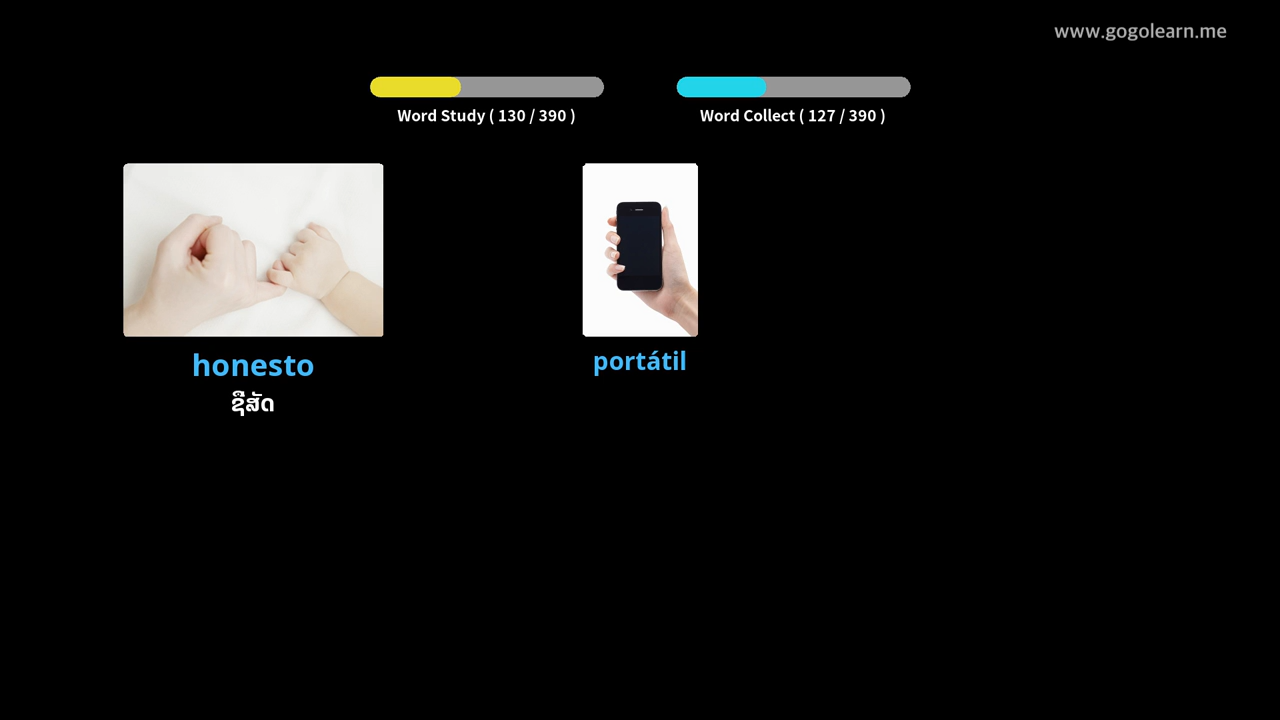 www.gogolearn.me
Word Study ( 130 / 390 )
Word Collect ( 127 / 390 )
honesto
ຊື່ສັດ
portátil